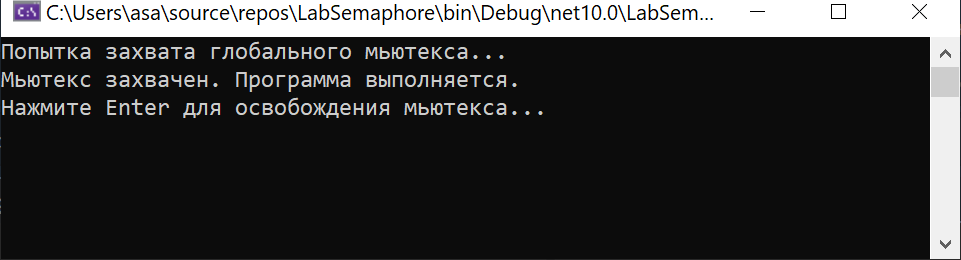 C:\Users\asa\source\repos\LabSemaphore\bin\Debug\net10.0\LabSem...
Попытка захвата глобального мьютекса...
Мьютекс захвачен. Программа выполняется.
Нажмите Enter для освобождения мьютекса...